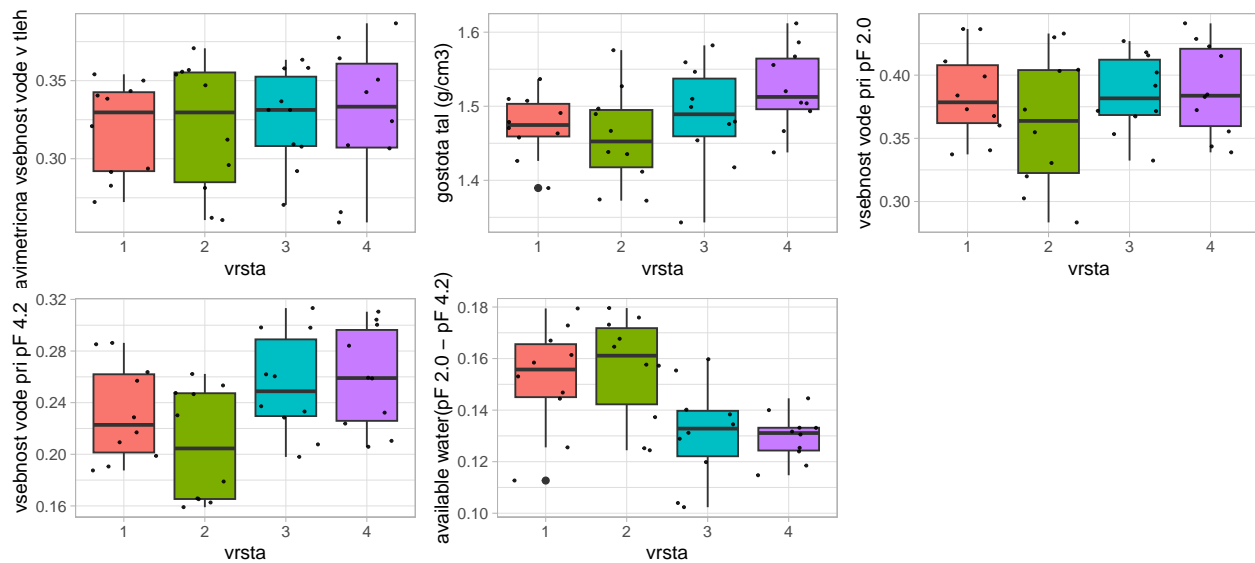 avimetricna vsebnost vode v tleh
0.35
0.30
1 2 3 4
vrsta
gostota tal (g/cm3)
1.6
1.5
1.4
1 2 3 4
vrsta
vsebnost vode pri pF 2.0
0.40
0.35
0.30
1 2 3 4
vrsta
vsebnost vode pri pF 4.2
0.32
0.28
0.24
0.20
0.16
1 2 3 4
vrsta
available water(pF 2.0 – pF 4.2)
0.18
0.16
0.14
0.12
0.10
1 2 3 4
vrsta